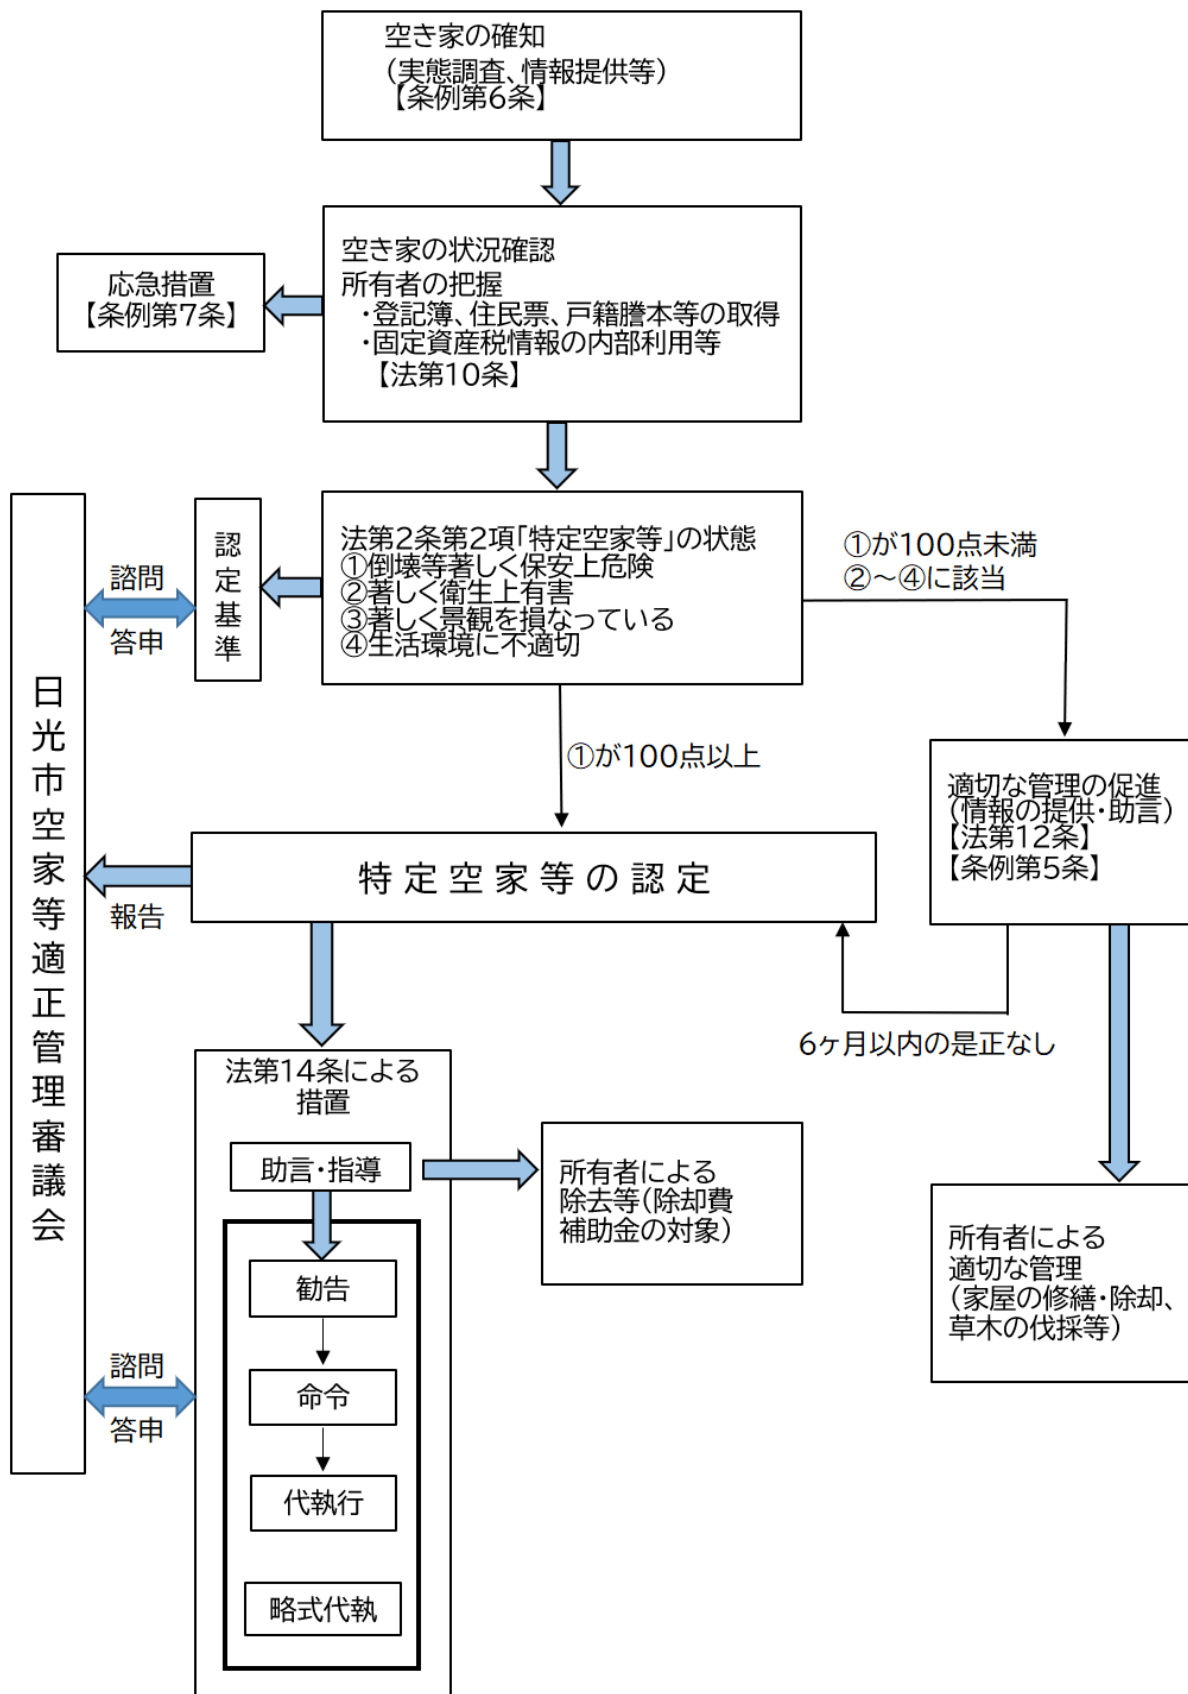 空き家の確知
（実態調査、情報提供等）
【条例第6条】
空き家の状況確認
所有者の把握
・登記簿、住民票、戸籍謄本等の取得
・固定資産税情報の内部利用等
【法第10条】
応急措置
【条例第7条】
法第2条第2項「特定空家等」の状態
①倒壊等著しく保安上危険
②著しく衛生上有害
③著しく景観を損なっている
④生活環境に不適切
認定基準
諮問
答申
①が100点未満
②～④に該当
日光市空家等適正管理審議会
①が100点以上
適切な管理の促進
（情報の提供・助言）
【法第12条】
【条例第5条】
特定空家等の認定
報告
6ヶ月以内の是正なし
法第14条による
措置
助言・指導
所有者による
除去等（除却費
補助金の対象）
勧告
命令
代執行
略式代執
諮問
答申
所有者による
適切な管理
（家屋の修繕・除却、
草木の伐採等）